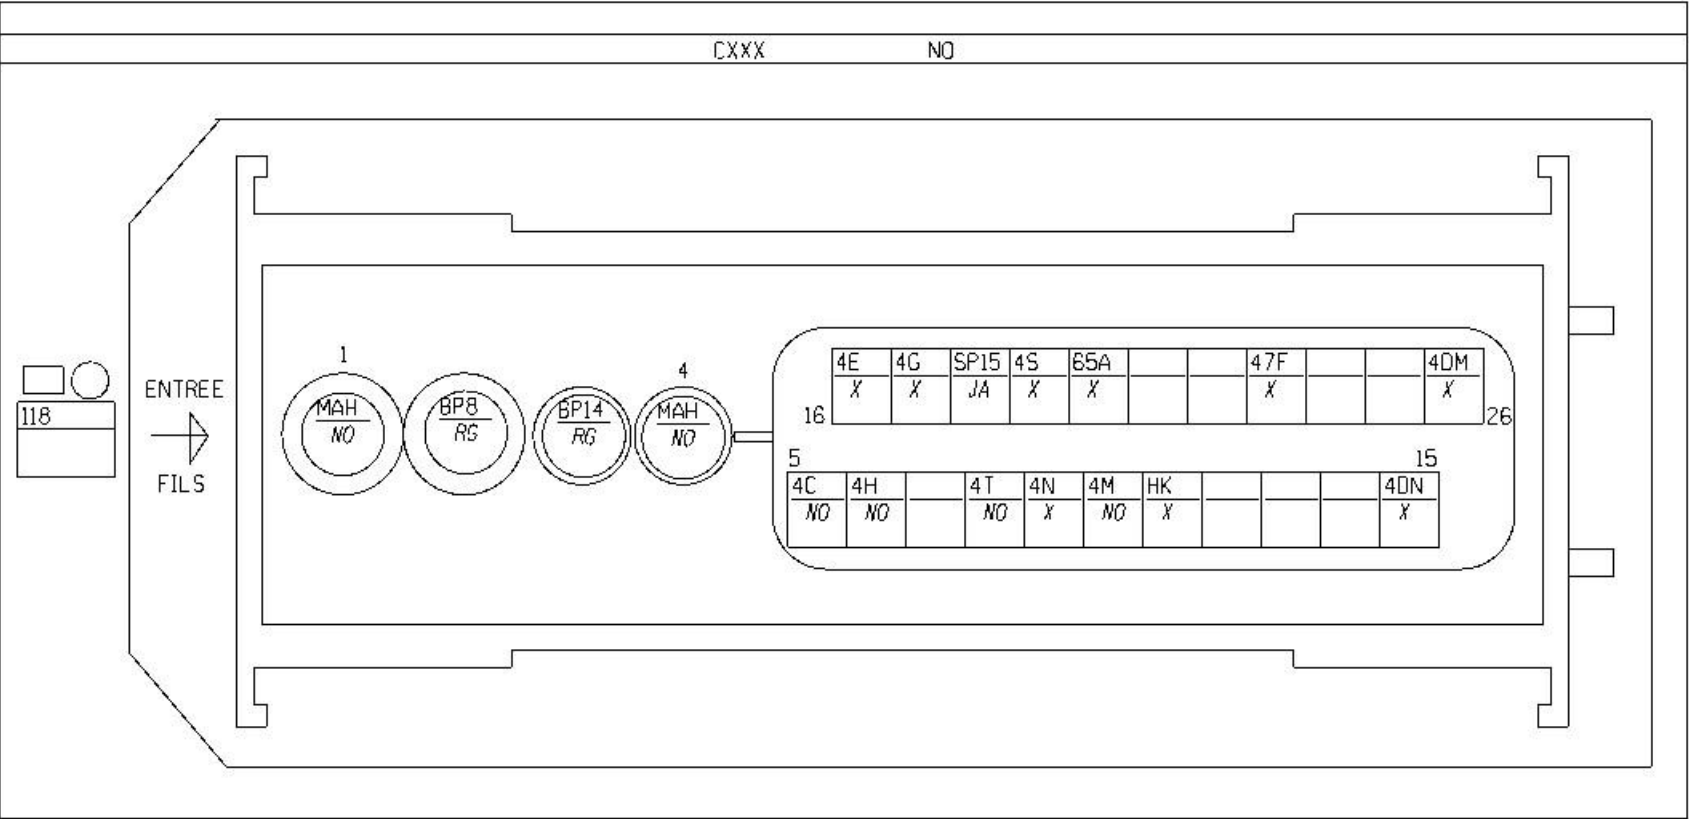 CXXX NO
1
4
ENTREE
118
FILS
MAH
NO
BP8
RG
BP14
RG
MAH
NO
4E 4G SP15 4S 65A 47F 4DM
X X JA X X X X
16 26
5 15
4C 4H 4T 4N 4M HK 4DN
NO NO NO X NO X X